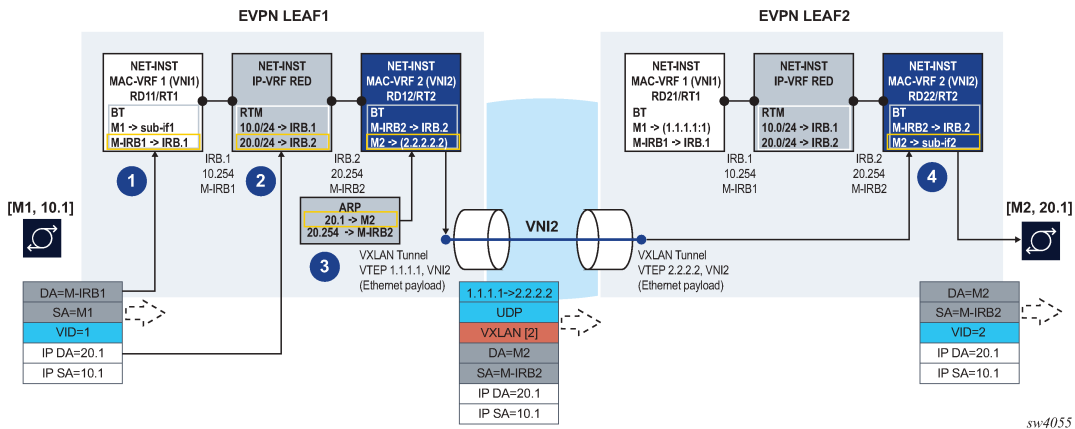 EVPN LEAF1
EVPN LEAF2
NET-INST
MAC-VRF 1 (VNI1)
RD11/RT1
BT
M1 -> sub-if1
M-IRB1 -> IRB.1
NET-INST
IP-VRF RED
RTM
10.0/24 -> IRB.1
20.0/24 -> IRB.2
NET-INST
MAC-VRF 2 (VNI2)
RD12/RT2
BT
M-IRB2 -> IRB.2
M2 -> (2.2.2.2.2)
NET-INST
MAC-VRF 1 (VNI1)
RD21/RT1
BT
M1 -> (1.1.1.1:1)
M-IRB1 -> IRB.1
NET-INST
IP-VRF RED
RTM
10.0/24 -> IRB.1
20.0/24 -> IRB.2
NET-INST
MAC-VRF 2 (VNI2)
RD22/RT2
BT
M-IRB2 -> IRB.2
M2 -> sub-if2
1
IRB.1
10.254
M-IRB1
2
IRB.2
20.254
M-IRB2
IRB.1
10.254
M-IRB1
IRB.2
20.254
M-IRB2
4
[M1, 10.1]
ARP
20.1 -> M2
20.254 -> M-IRB2
3
VNI2
[M2, 20.1]
VXLAN Tunnel
VTEP 1.1.1.1, VNI2
(Ethernet payload)
VXLAN Tunnel
VTEP 2.2.2.2, VNI2
(Ethernet payload)
DA=M-IRB1
SA=M1
VID=1
IP DA=20.1
IP SA=10.1
1.1.1.1->2.2.2.2
UDP
VXLAN [2]
DA=M2
SA=M-IRB2
IP DA=20.1
IP SA=10.1
DA=M2
SA=M-IRB2
VID=2
IP DA=20.1
IP SA=10.1
sw4055